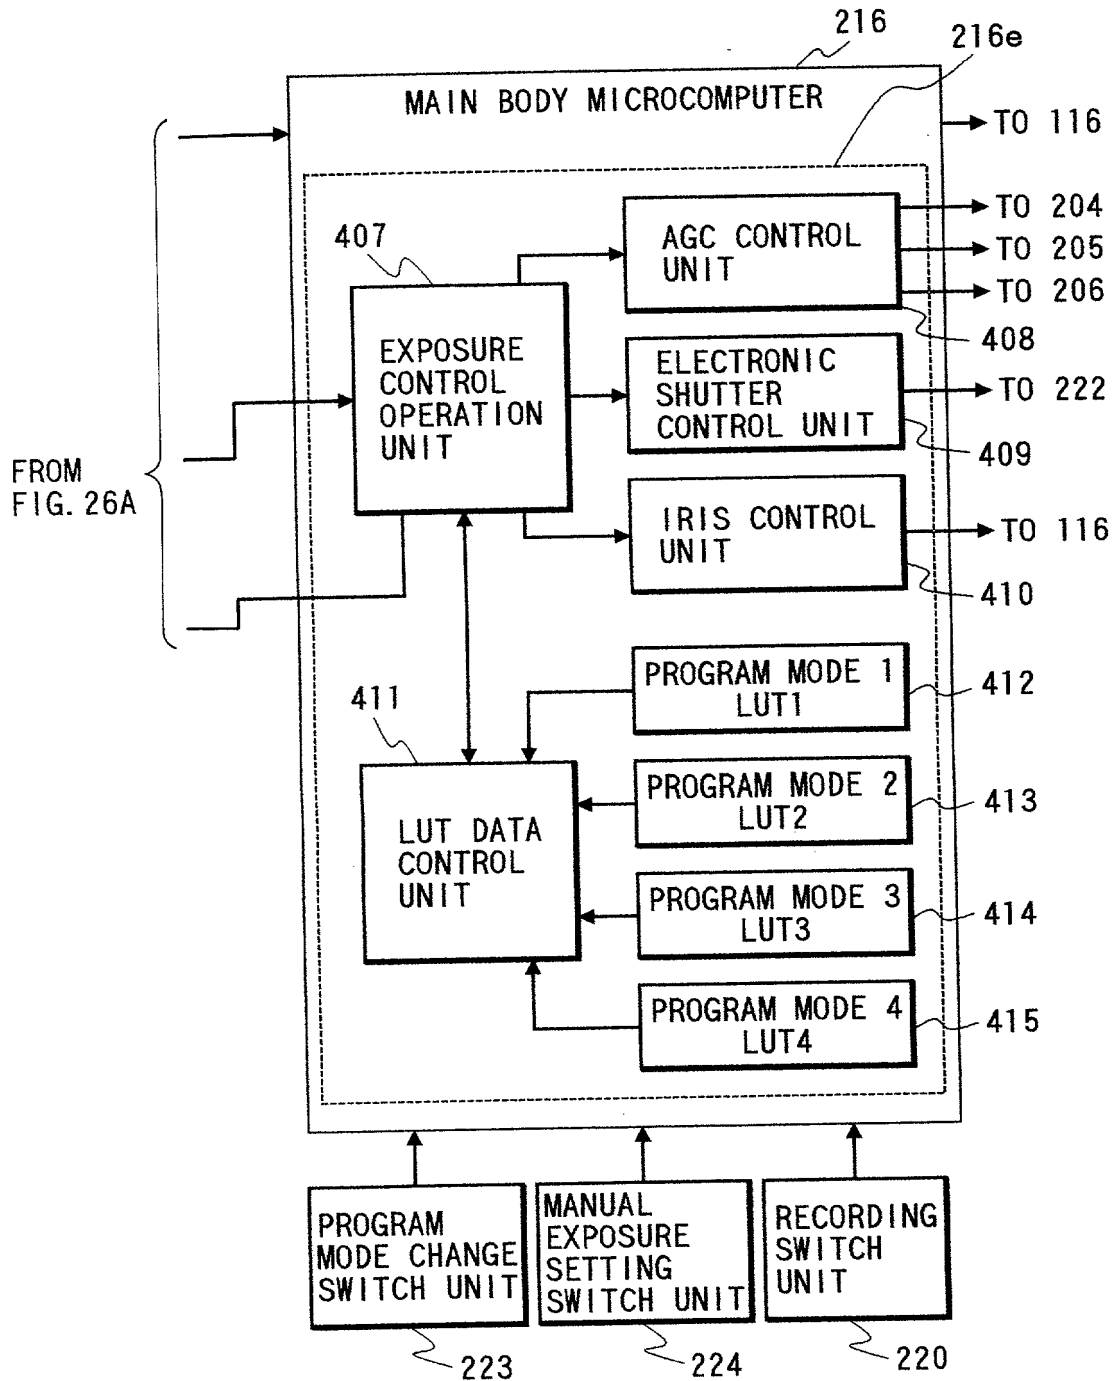 216
216e
MAIN BODY MICROCOMPUTER
TO 116
407
AGC CONTROL
UNIT
TO 204
TO 205
TO 206
408
EXPOSURE
CONTROL
OPERATION
UNIT
ELECTRONIC
SHUTTER
CONTROL UNIT
TO 222
409
FROM
FIG. 26A
IRIS CONTROL
UNIT
TO 116
410
411
PROGRAM MODE 1
LUT1
412
LUT DATA
CONTROL
UNIT
PROGRAM MODE 2
LUT2
413
PROGRAM MODE 3
LUT3
414
PROGRAM MODE 4
LUT4
415
PROGRAM
MODE CHANGE
SWITCH UNIT
223
MANUAL
EXPOSURE
SETTING
SWITCH UNIT
224
RECORDING
SWITCH
UNIT
220